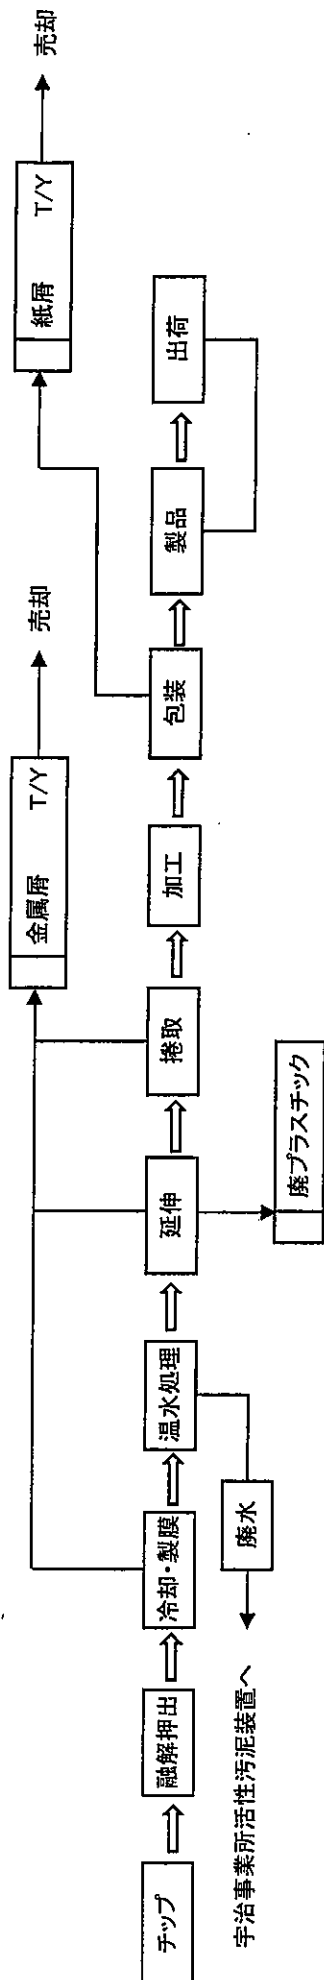 チップ
融解押出
冷却・製膜
温水処理
延伸
捲取
加工
包装
製品
出荷
金属屑 T/Y
売却
紙屑 T/Y
売却
廃プラスチック
廃水
宇治事業所活性汚泥装置へ